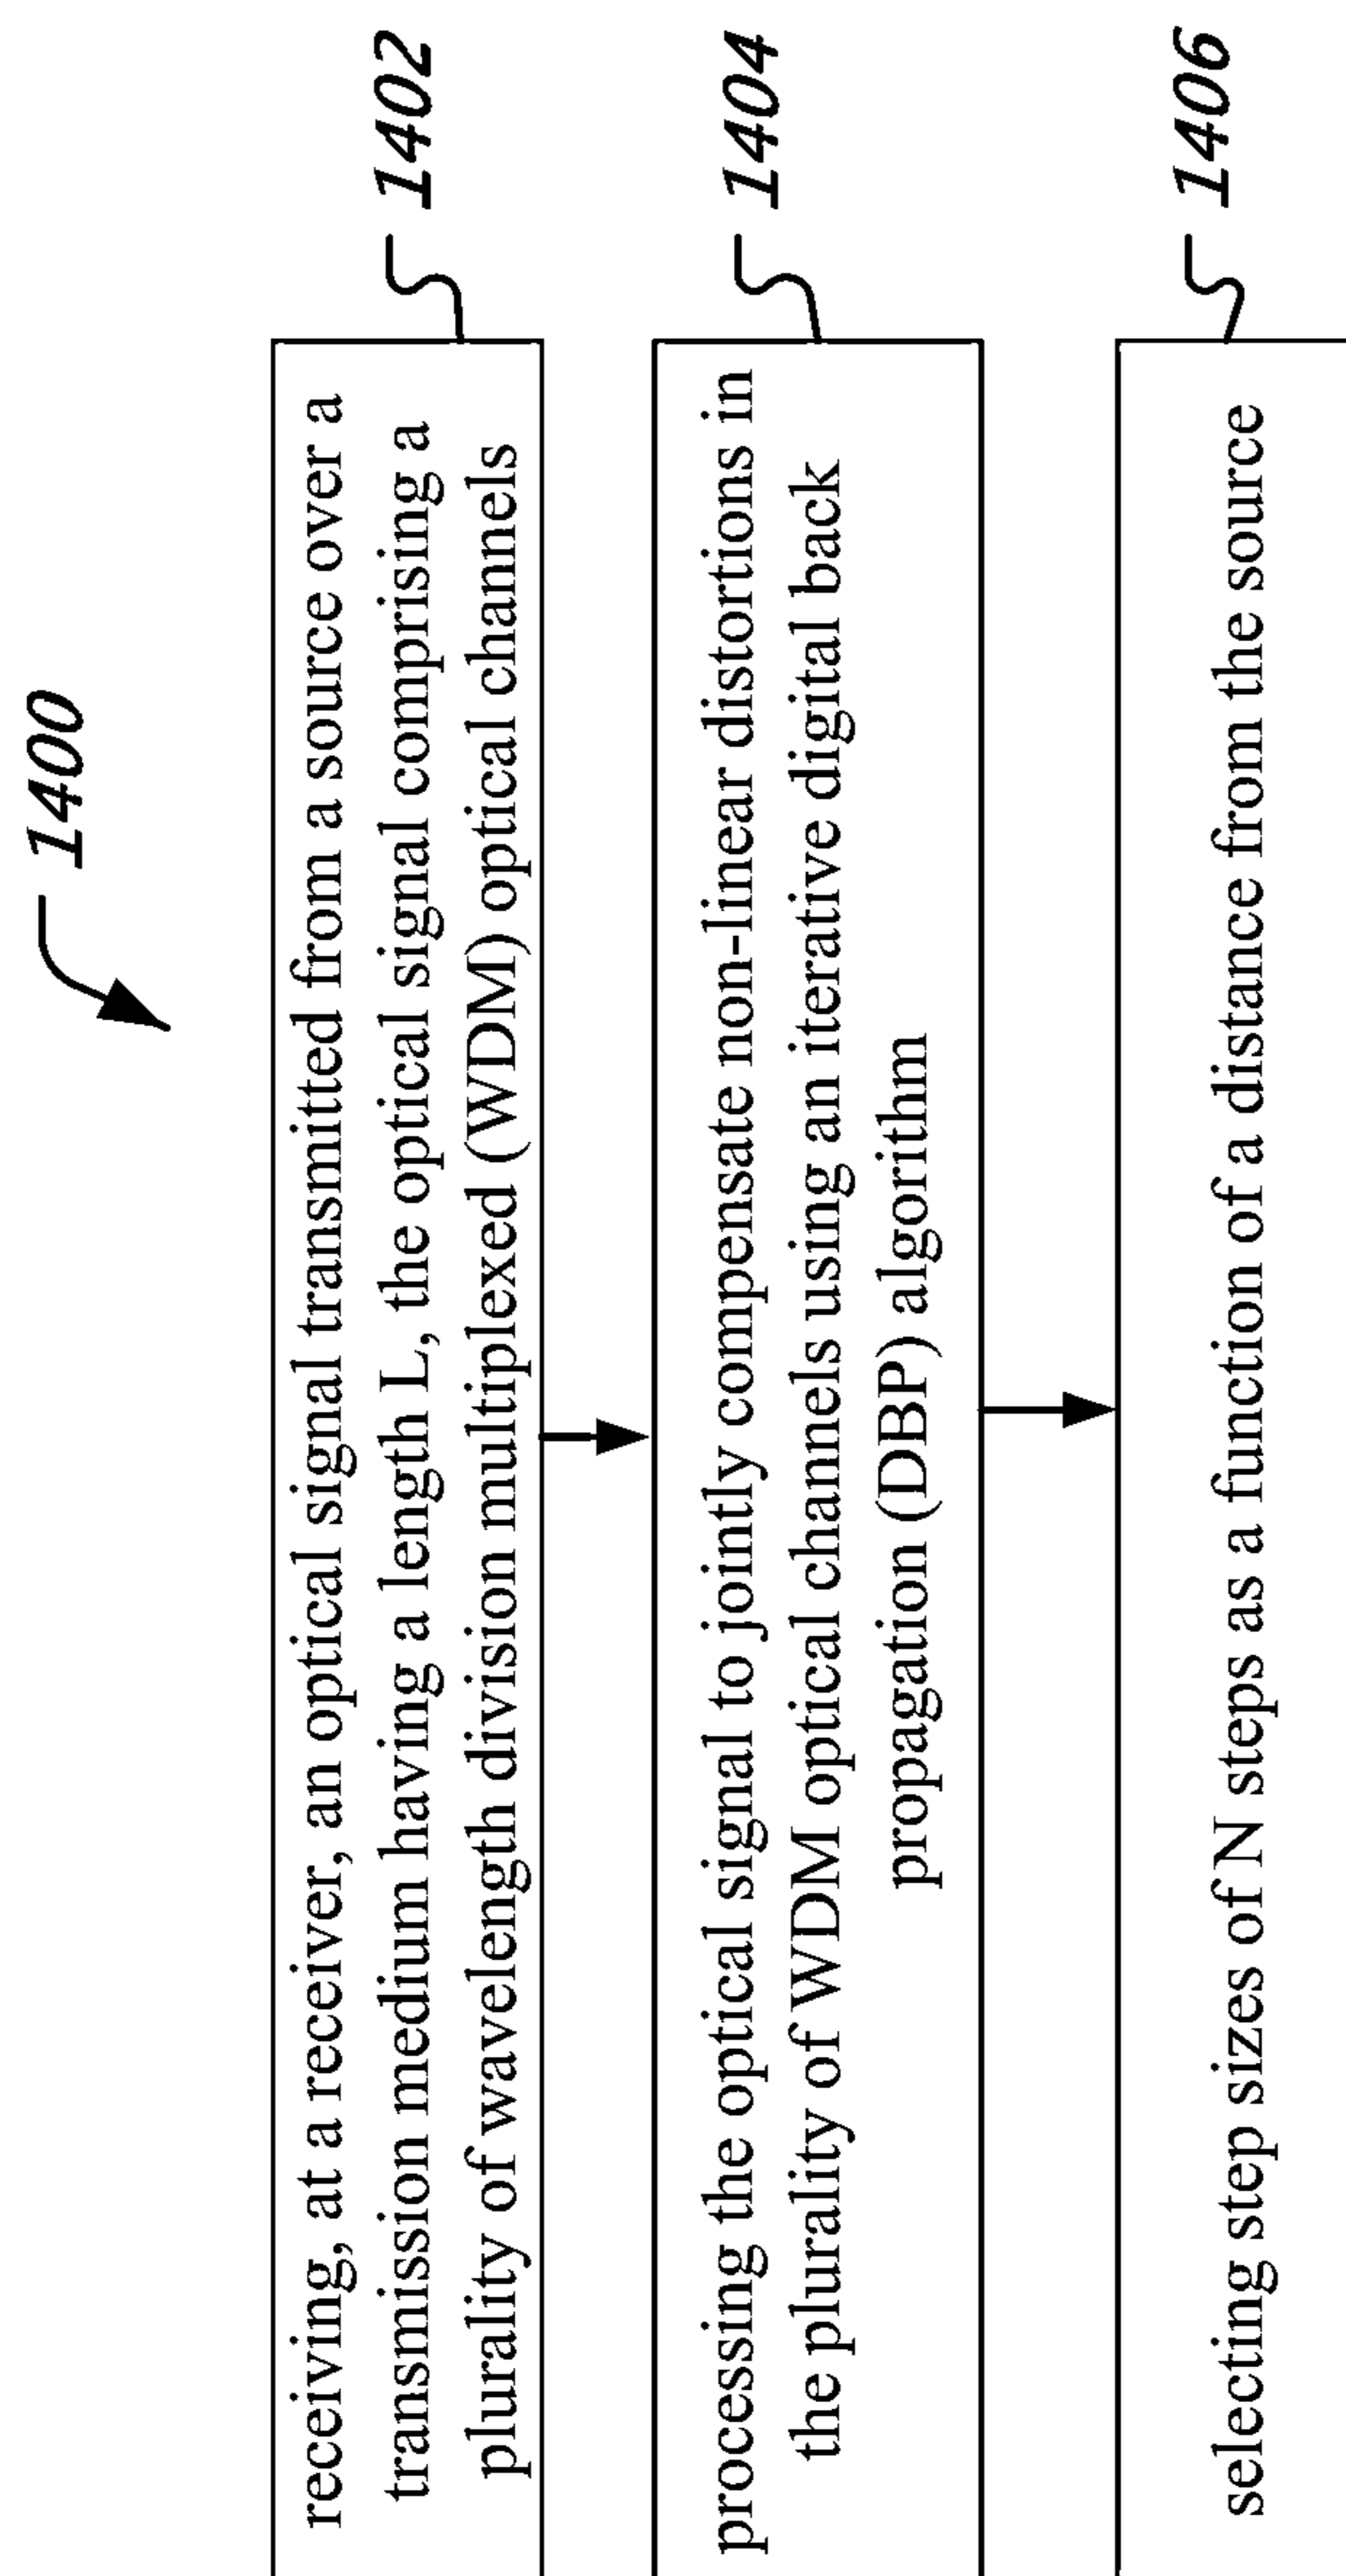 1400
receiving, at a receiver, an optical signal transmitted from a source over a
transmission medium having a length L, the optical signal comprising a
plurality of wavelength division multiplexed (WDM) optical channels
1402
processing the optical signal to jointly compensate non-linear distortions in
the plurality of WDM optical channels using an iterative digital back
propagation (DBP) algorithm
1404
selecting step sizes of N steps as a function of a distance from the source
1406